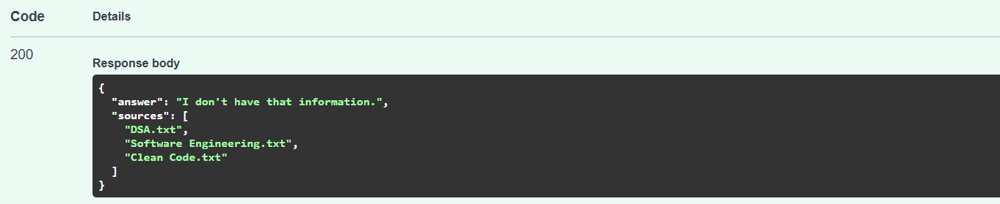 Code Details
200
Response body
{
"answer": "I don't have that information.",
"sources": [
"DSA.txt",
"Software Engineering.txt",
"Clean Code.txt"
]
}